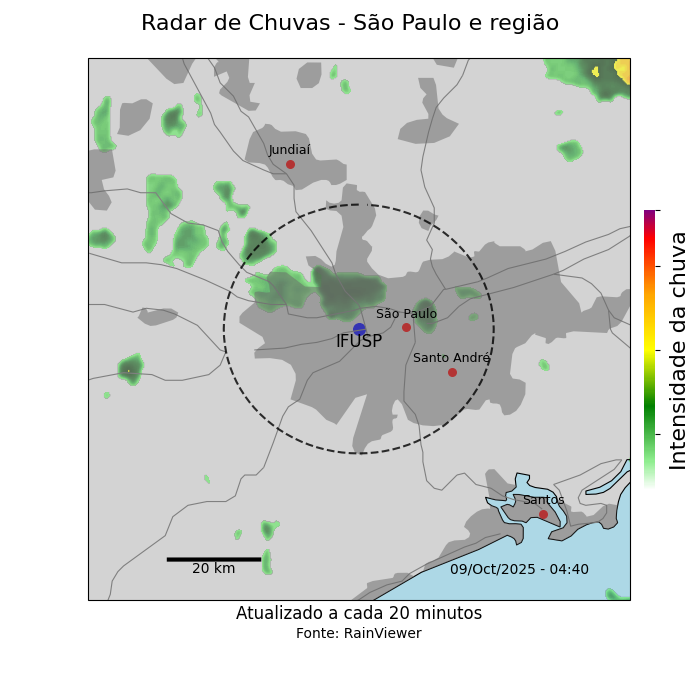 Radar de Chuvas - São Paulo e região
Jundiaí
São Paulo
IFUSP
Santo André
Santos
20 km
09/Oct/2025 - 04:40
Intensidade da chuva
Atualizado a cada 20 minutos
Fonte: RainViewer